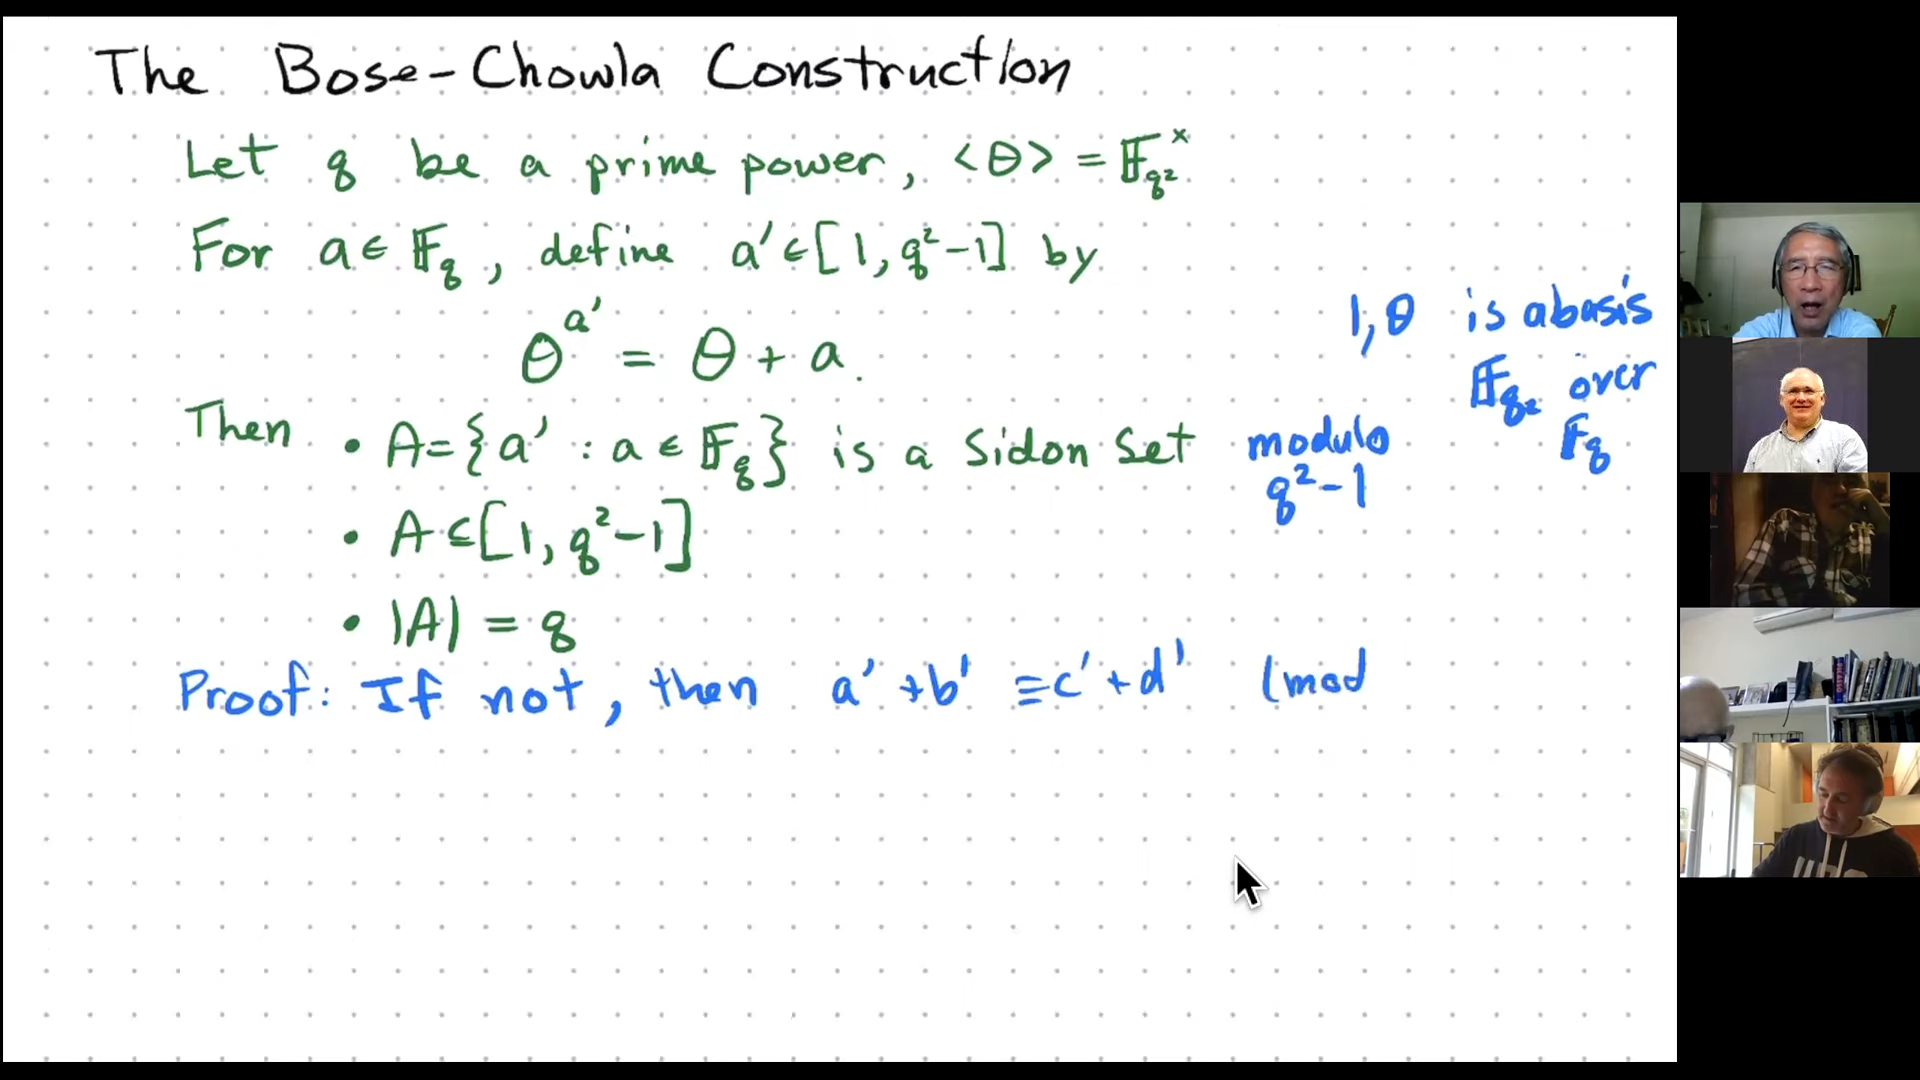 The Bose-Chowla Construction
Let q be a prime power, <θ> = 𝔽_{q²}^×
For a ∈ 𝔽_q, define a' ∈ [1, q²-1] by
θ^{a'} = θ + a.
1, θ is a basis
𝔽_{q²} over
𝔽_q
Then • A = {a' : a ∈ 𝔽_q} is a Sidon Set modulo
q²-1
• A ⊆ [1, q²-1]
• |A| = q
Proof: If not, then a' + b' ≡ c' + d' (mod